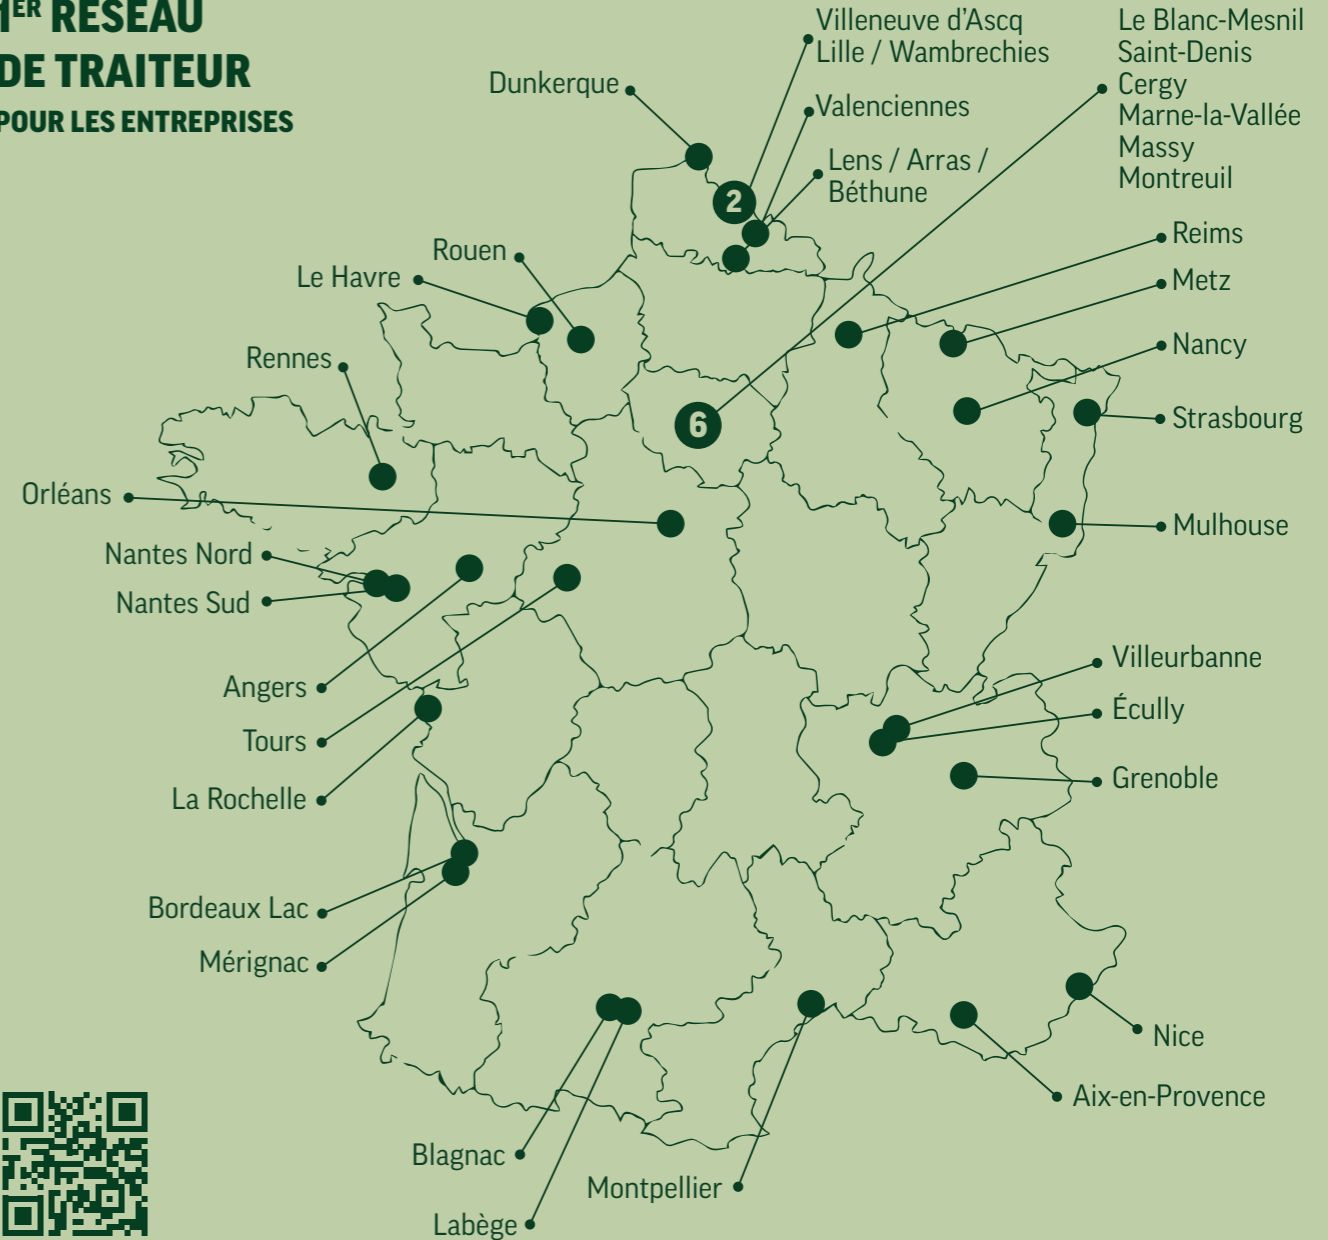 1ER RÉSEAU
DE TRAITEUR
POUR LES ENTREPRISES
Villeneuve d'Ascq
Lille / Wambrechies
Le Blanc-Mesnil
Saint-Denis
Cergy
Marne-la-Vallée
Massy
Montreuil
Dunkerque
Valenciennes
Lens / Arras /
Béthune
2
Rouen
Le Havre
Reims
Metz
Rennes
Nancy
Strasbourg
6
Orléans
Mulhouse
Nantes Nord
Nantes Sud
Angers
Tours
La Rochelle
Villeurbanne
Écully
Grenoble
Bordeaux Lac
Mérignac
Nice
Aix-en-Provence
Blagnac
Montpellier
Labège